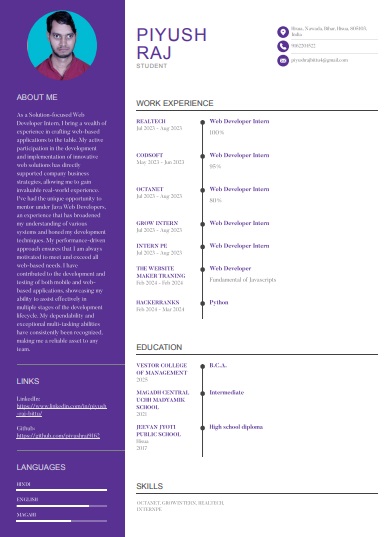 PIYUSH
RAJ
STUDENT
Hisua, Nawada, Bihar, Hisua, 805103,
India
9162201622
ABOUT ME
As a Solution-focused Web
Developer Intern, I bring a wealth of
experience in crafting web-based
applications to the table. My active
participation in the development
and implementation of innovative
web solutions has directly
supported company business
strategies, allowing me to gain
invaluable real-world experience.
I've had the unique opportunity to
mentor under Java Web Developers,
an experience that has broadened
my understanding of various
systems and honed my development
techniques. My performance-driven
approach ensures that I am always
motivated to meet and exceed all
web-based needs. I have
contributed to the development and
testing of both mobile and web-
based applications, showcasing my
ability to assist effectively in
multiple stages of the development
lifecycle. My dependability and
exceptional multi-tasking abilities
have consistently been recognized,
making me a reliable asset to any
team.
LINKS
LinkedIn:
https://www.linkedin.com/in/piyush
-raj-bittu/
Github:
https://github.com/piyushraj9162
LANGUAGES
HINDI
ENGLISH
MAGAHI
WORK EXPERIENCE
REALTECH
Jul 2023 - Aug 2023
Web Developer Intern
100%
CODSOFT
May 2023 - Jun 2023
Web Developer Intern
95%
OCTANET
Jul 2023 - Aug 2023
Web Developer Intern
80%
GROW INTERN
Jul 2023 - Aug 2023
Web Developer Intern
INTERN PE
Jul 2023 - Aug 2023
Web Developer Intern
THE WEBSITE
MAKER TRANING
Feb 2024 - Feb 2024
Web Developer
Fundamental of Javascripts
HACKERRANKS
Feb 2024 - Mar 2024
Python
EDUCATION
VESTOR COLLEGE
OF MANAGEMENT
2025
B.C.A.
MAGADH CENTRAL
UCHH MADYAMIK
SCHOOL
2021
Intermediate
JEEVAN JYOTI
PUBLIC SCHOOL
Hisua
2017
High school diploma
SKILLS
OCTANET, GROWINTERN, REALTECH,
INTERNPE